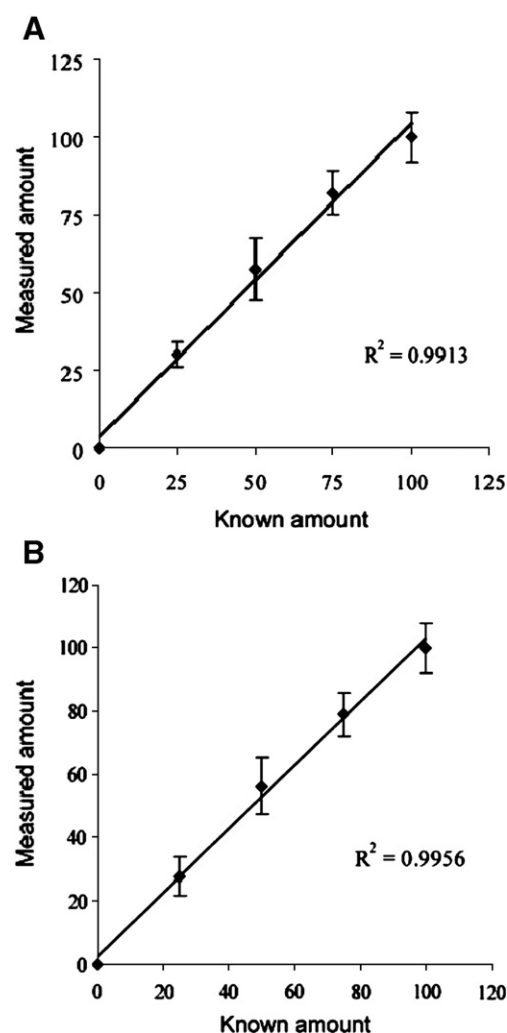 A
125
100
75
50
25
0
Measured amount
R² = 0.9913
0 25 50 75 100 125
Known amount
B
120
100
80
60
40
20
0
Measured amount
R² = 0.9956
0 20 40 60 80 100 120
Known amount